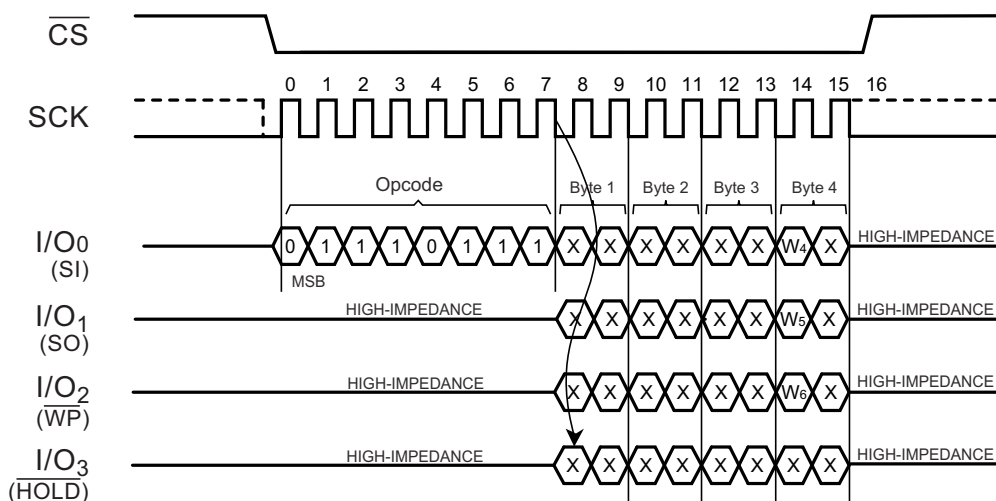 CS
0 1 2 3 4 5 6 7 8 9 10 11 12 13 14 15 16
SCK
Opcode Byte 1 Byte 2 Byte 3 Byte 4
I/O0 0 1 1 1 0 1 1 1 X X X X X X W4 X HIGH-IMPEDANCE
(SI)
MSB
I/O1 HIGH-IMPEDANCE X X X X X X W5 X HIGH-IMPEDANCE
(SO)
I/O2 HIGH-IMPEDANCE X X X X X X W6 X HIGH-IMPEDANCE
(WP)
I/O3 HIGH-IMPEDANCE X X X X X X X X HIGH-IMPEDANCE
(HOLD)